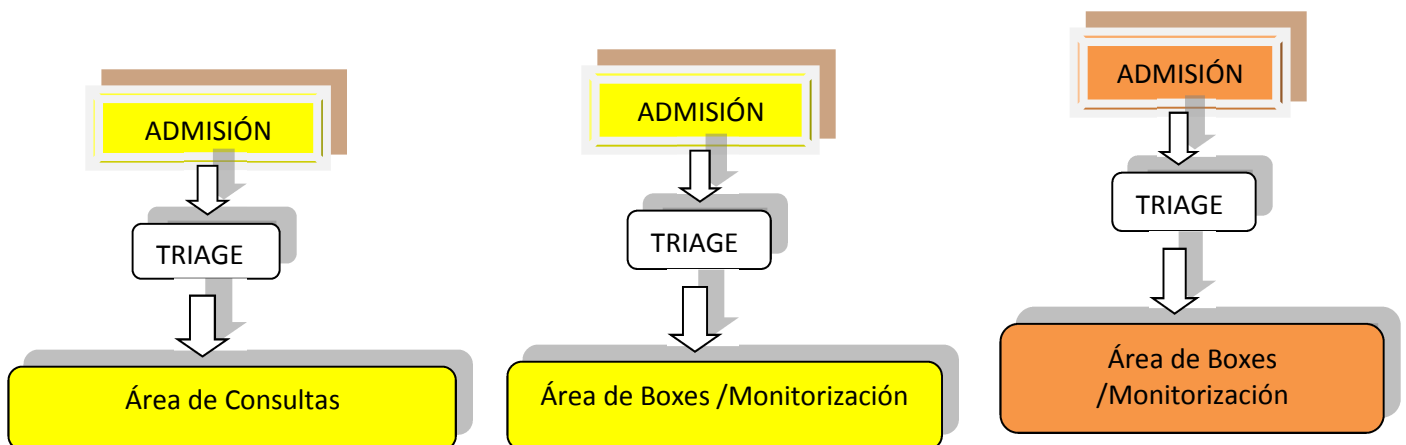 ADMISIÓN
TRIAGE
Área de Consultas
ADMISIÓN
TRIAGE
Área de Boxes /Monitorización
ADMISIÓN
TRIAGE
Área de Boxes
/Monitorización